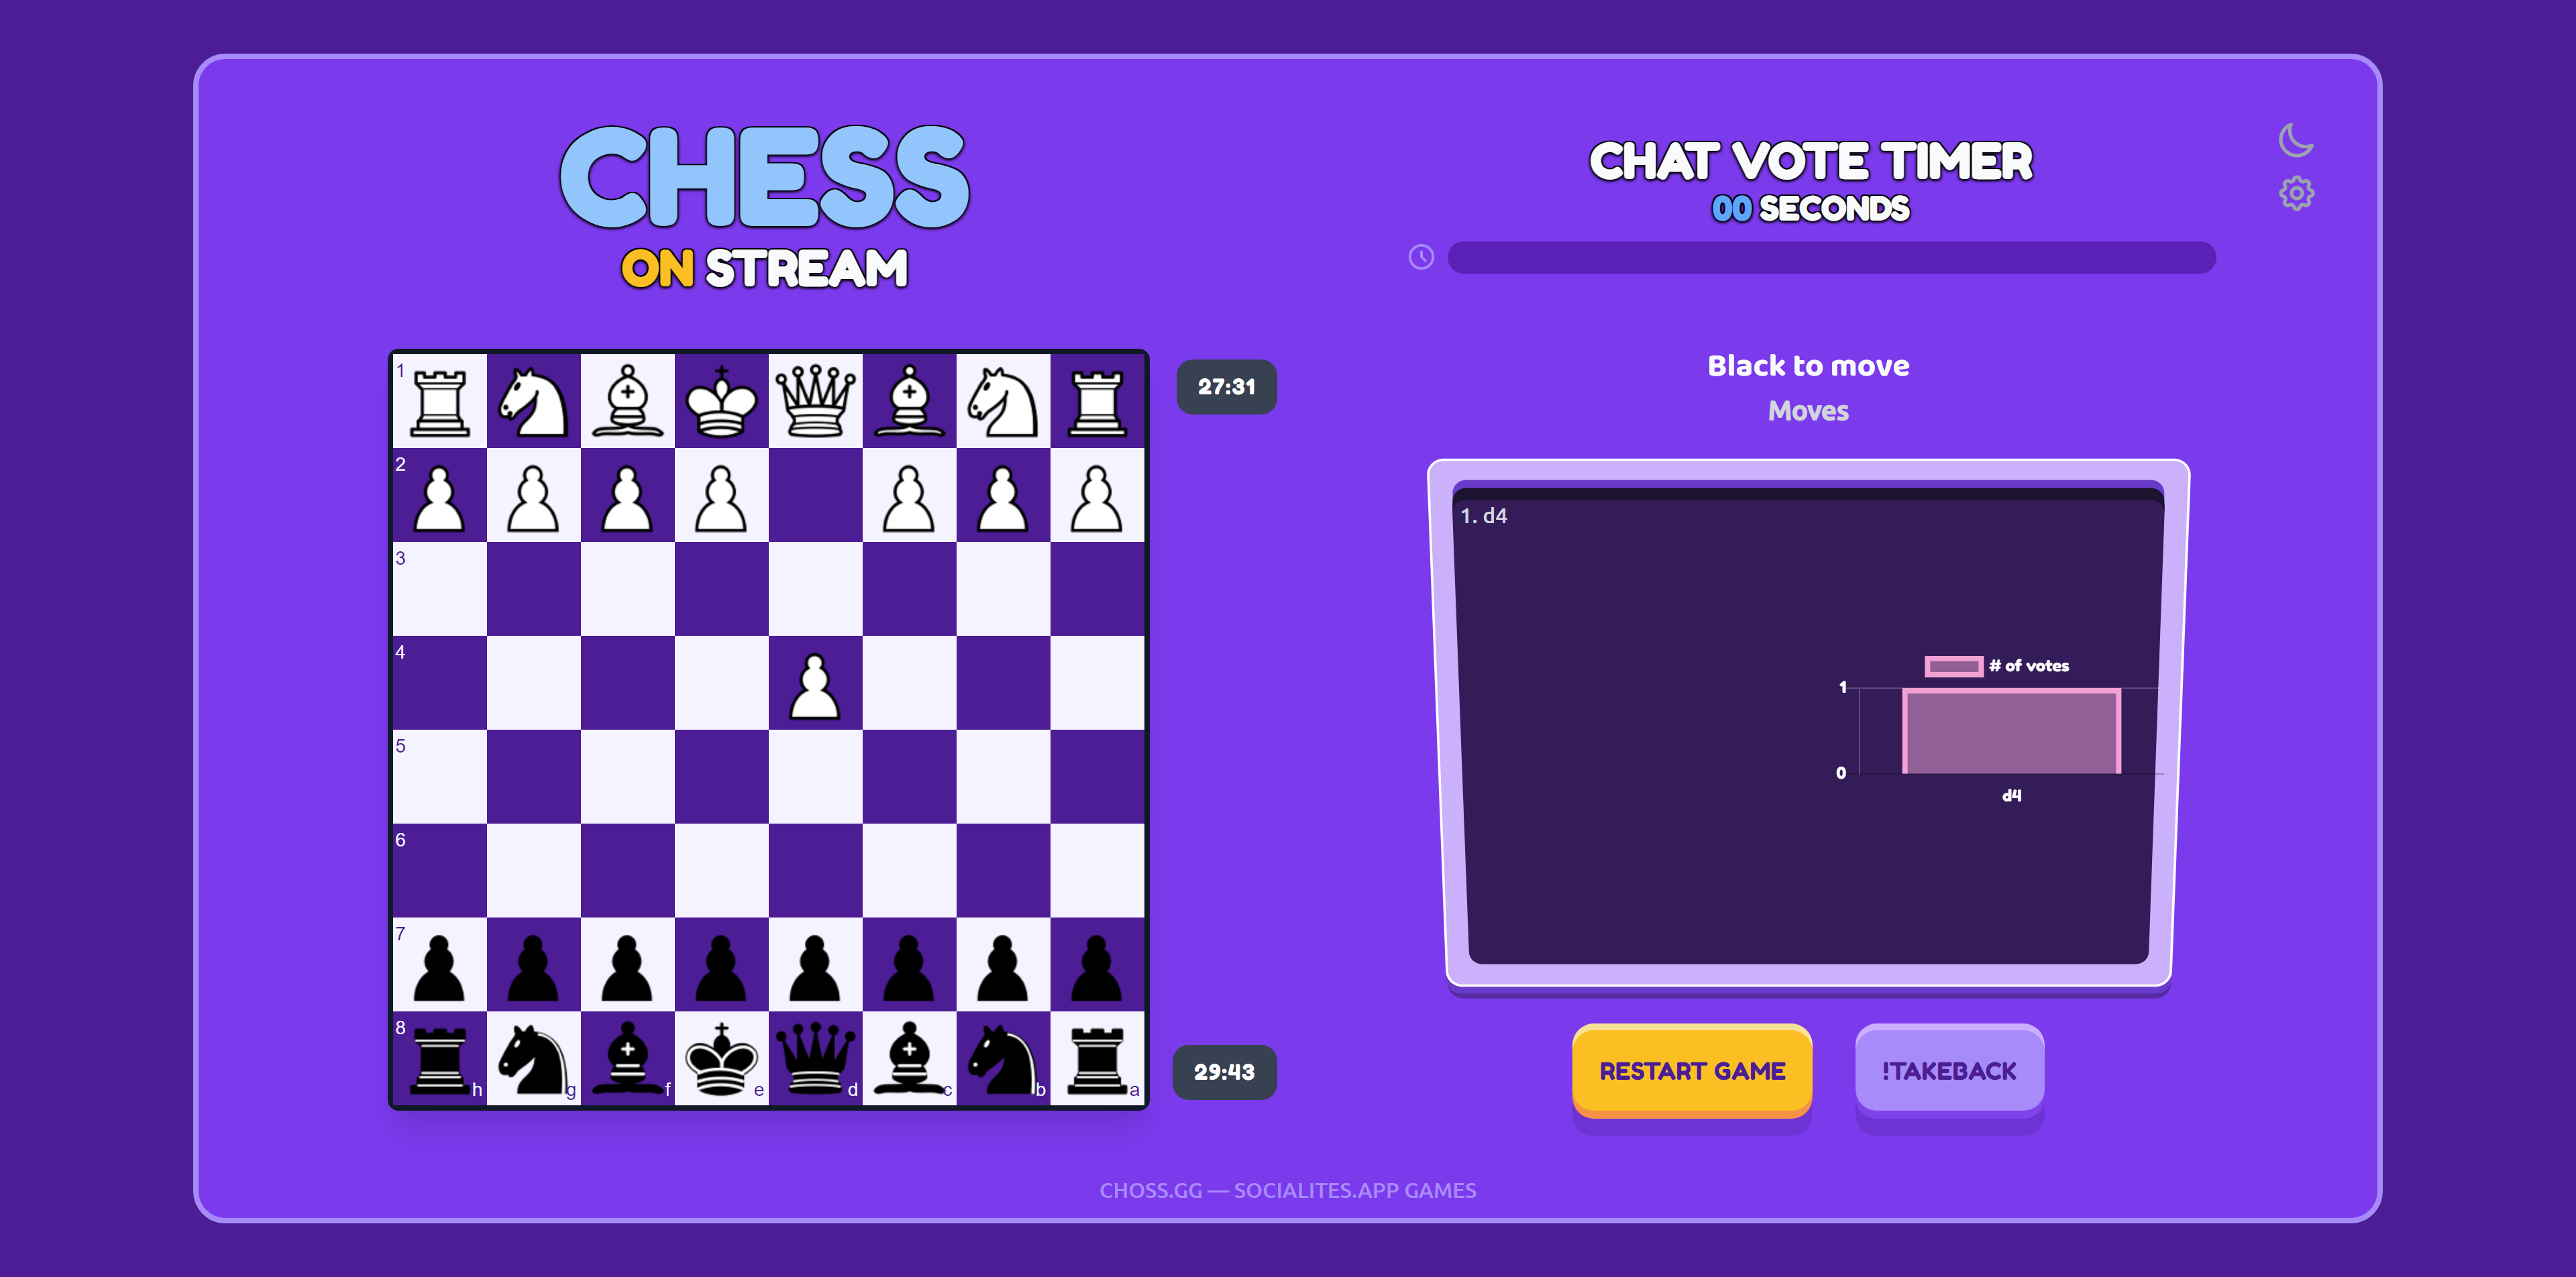 CHESS
ON STREAM
CHAT VOTE TIMER
00 SECONDS
1
2
3
4
5
6
7
8
h g f e d c b a
27:31
29:43
Black to move
Moves
1. d4
# of votes
1
0
d4
RESTART GAME
!TAKEBACK
CHOSS.GG — SOCIALITES.APP GAMES